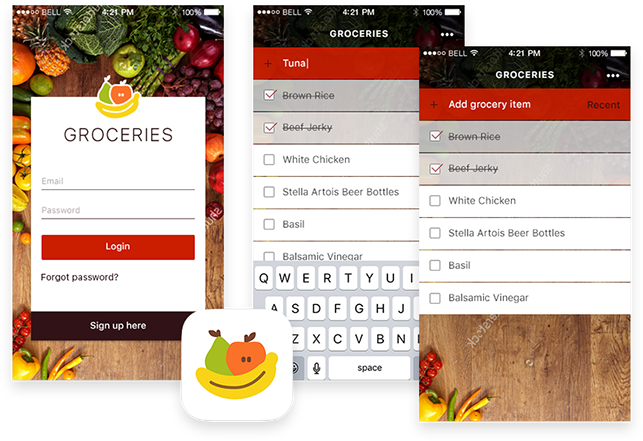 BELL 4:21 PM 100%
GROCERIES
Email
Password
Login
Forgot password?
Sign up here
BELL 4:21 PM 100%
GROCERIES
+ Tuna
Brown Rice
Beef Jerky
White Chicken
Stella Artois Beer Bottles
Basil
Balsamic Vinegar
Q W E R T Y U I
A S D F G H J
Z X C V B N
space
BELL 4:21 PM 100%
GROCERIES
+ Add grocery item Recent
Brown Rice
Beef Jerky
White Chicken
Stella Artois Beer Bottles
Basil
Balsamic Vinegar